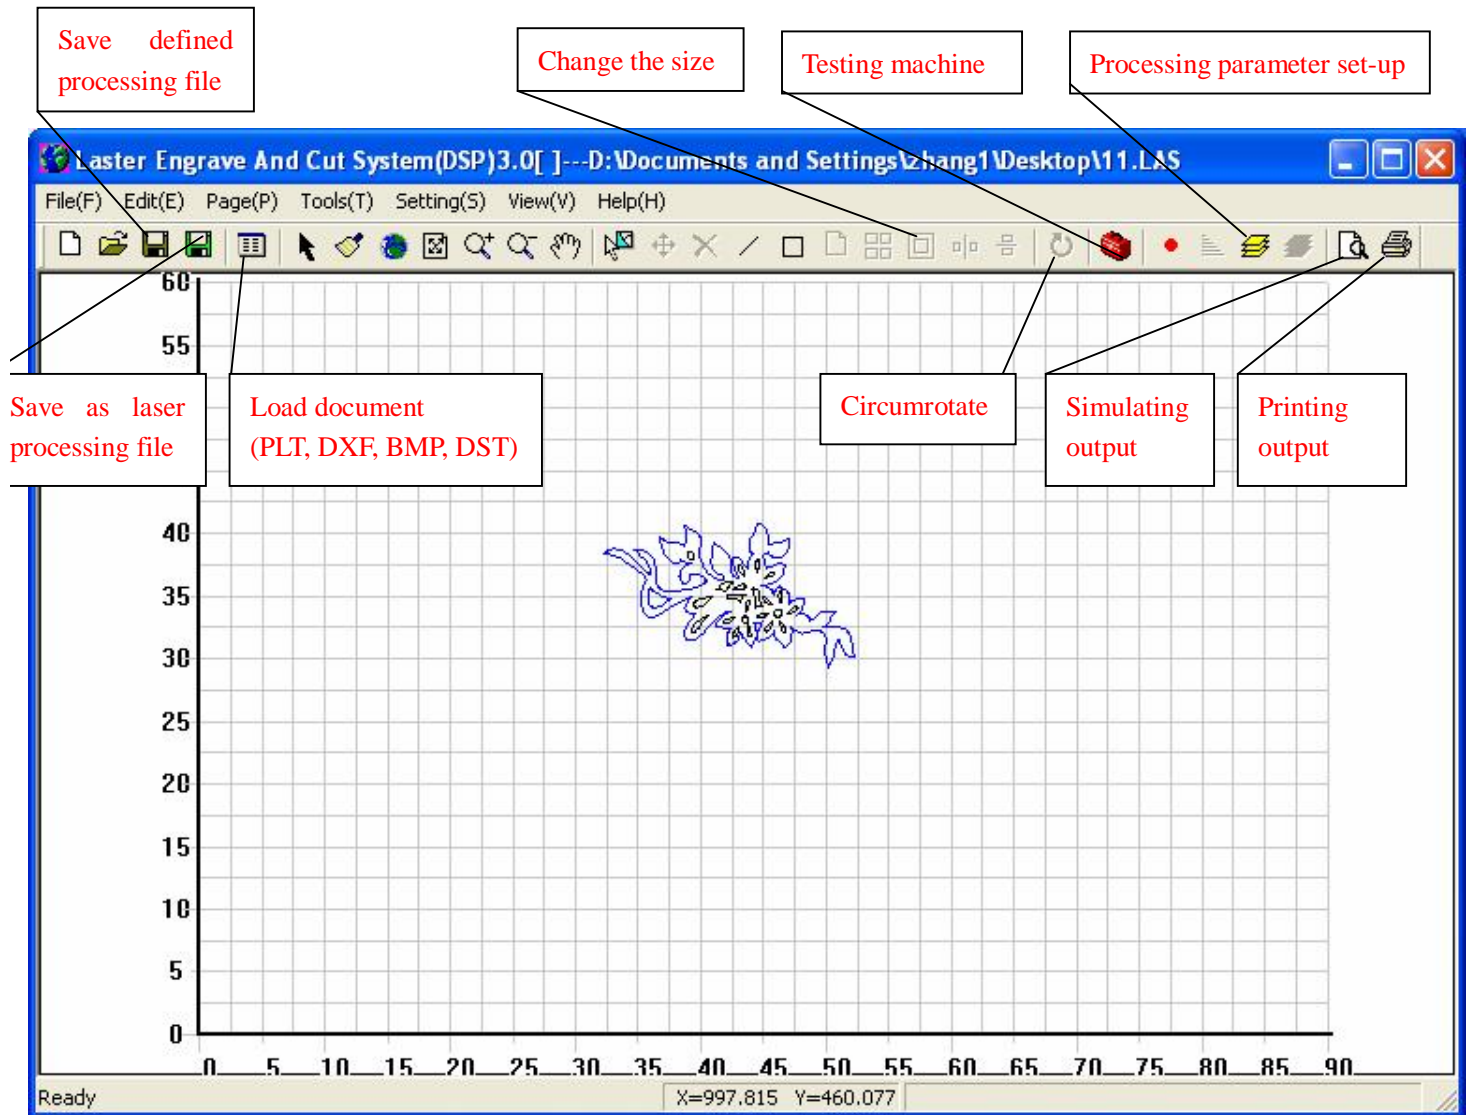 Save defined
processing file
Change the size
Testing machine
Processing parameter set-up
Laster Engrave And Cut System(DSP)3.0[ ]---D:\Documents and Settings\zhang1\Desktop\11.LAS
File(F) Edit(E) Page(P) Tools(T) Setting(S) View(V) Help(H)
60
55
Save as laser
processing file
Load document
(PLT, DXF, BMP, DST)
Circumrotate
Simulating
output
Printing
output
40
35
30
25
20
15
10
5
0
0 5 10 15 20 25 30 35 40 45 50 55 60 65 70 75 80 85 90
Ready X=997.815 Y=460.077